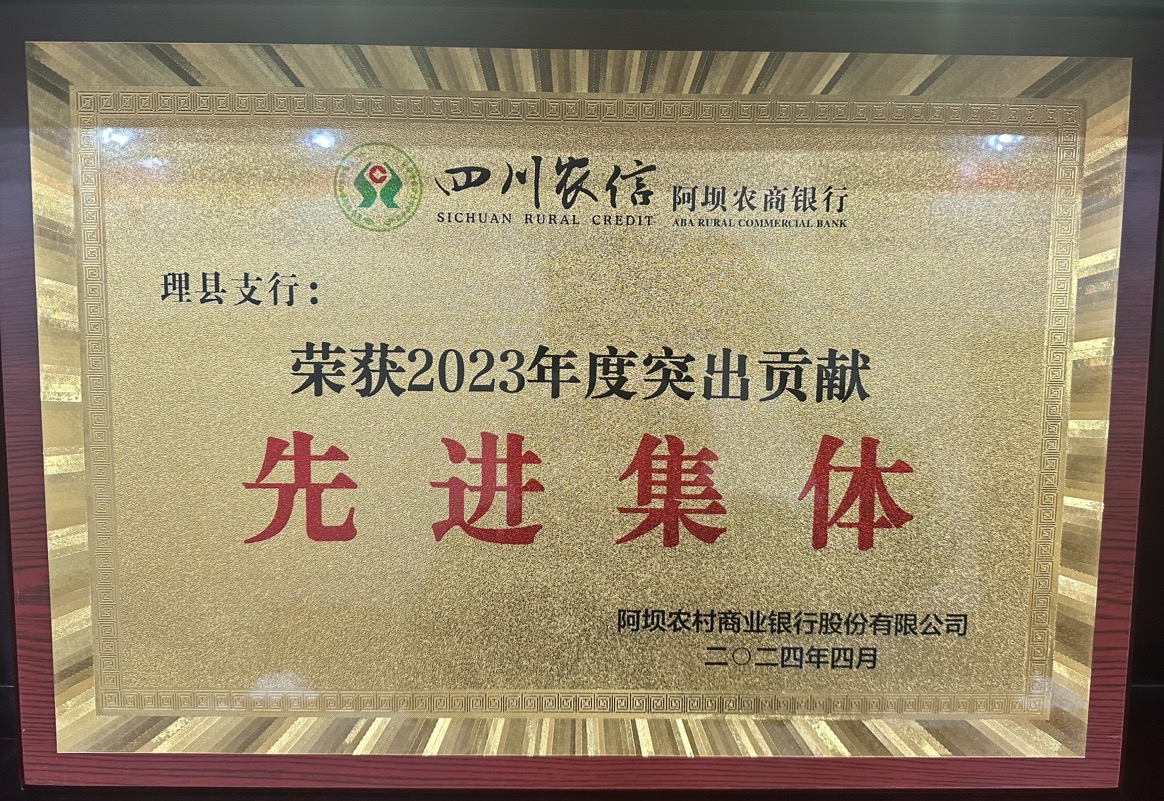 四川农信 阿坝农商银行
SICHUAN RURAL CREDIT ABA RURAL COMMERCIAL BANK
理县支行：
荣获2023年度突出贡献
先进集体
阿坝农村商业银行股份有限公司
二〇二四年四月